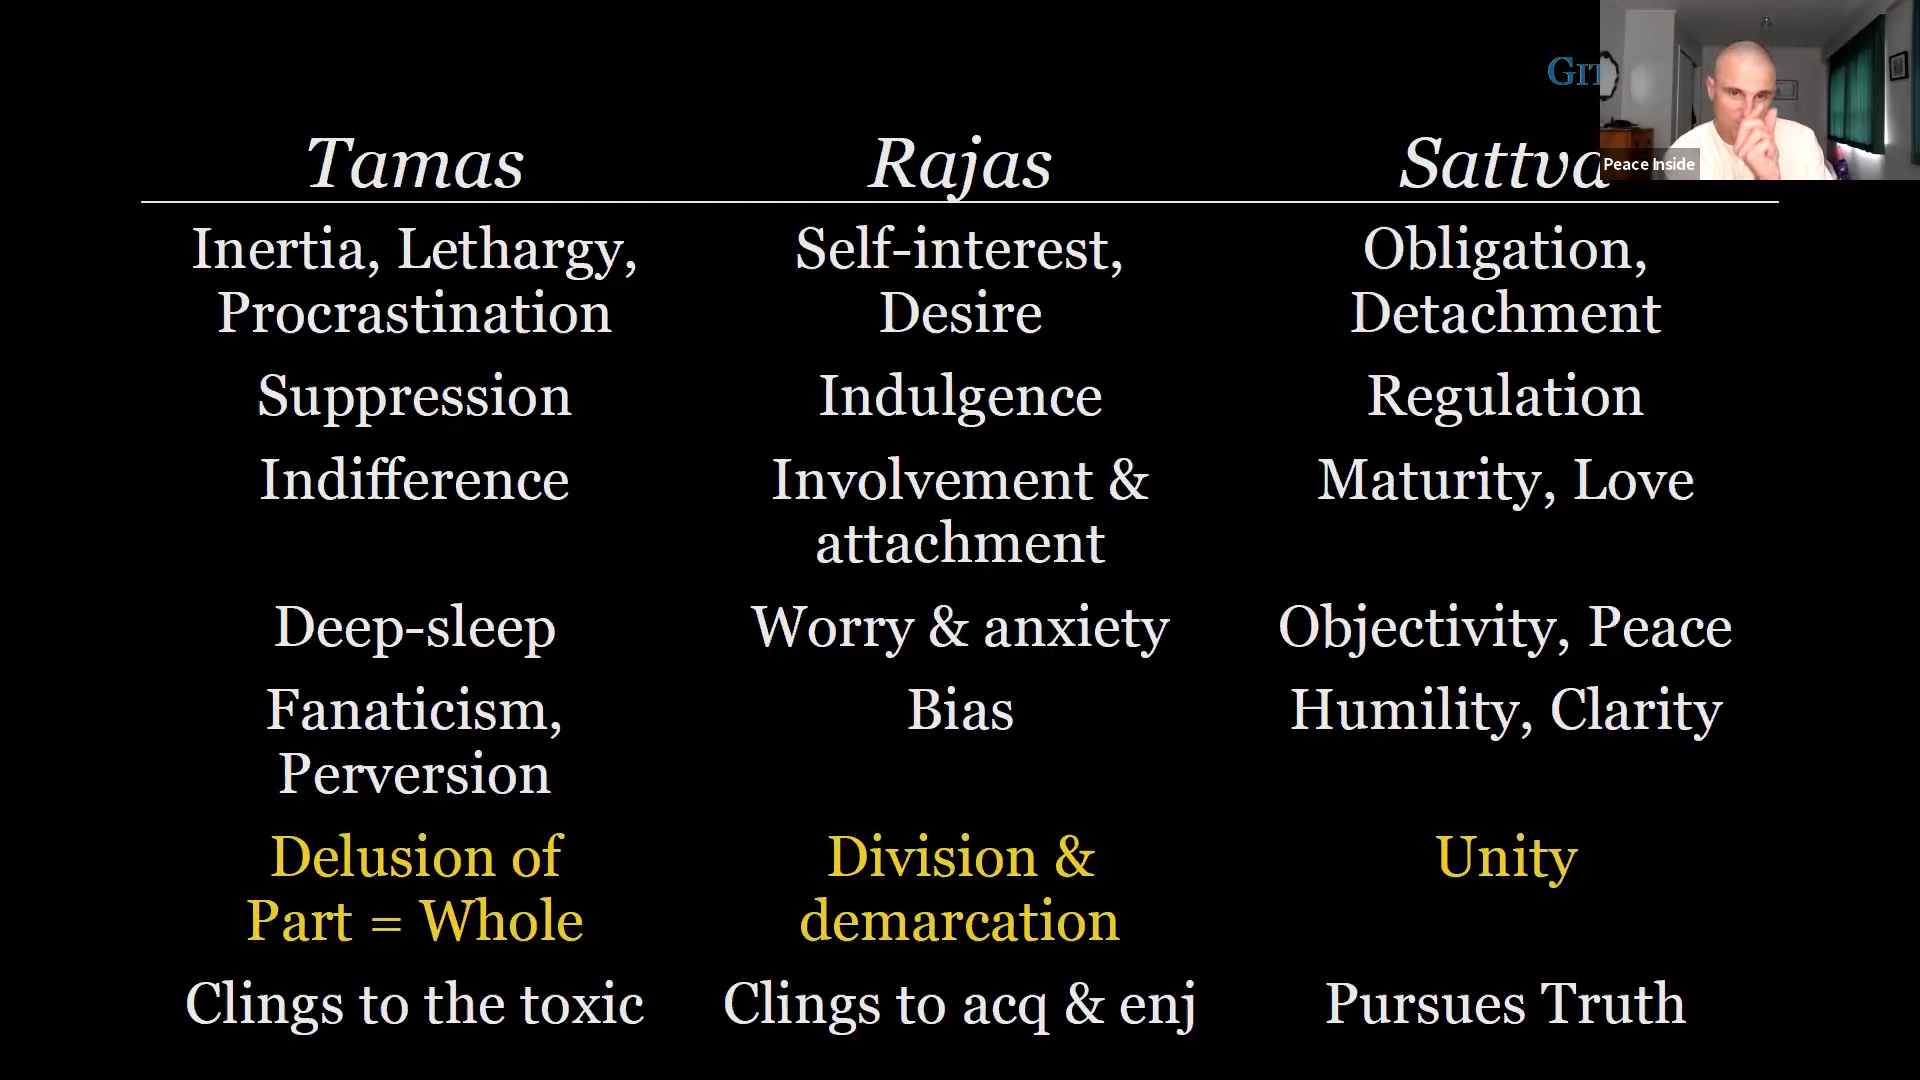 Peace Inside
Tamas Rajas Sattva
Inertia, Lethargy, Self-interest, Obligation,
Procrastination Desire Detachment
Suppression Indulgence Regulation
Indifference Involvement & Maturity, Love
attachment
Deep-sleep Worry & anxiety Objectivity, Peace
Fanaticism, Bias Humility, Clarity
Perversion
Delusion of Division & Unity
Part = Whole demarcation
Clings to the toxic Clings to acq & enj Pursues Truth